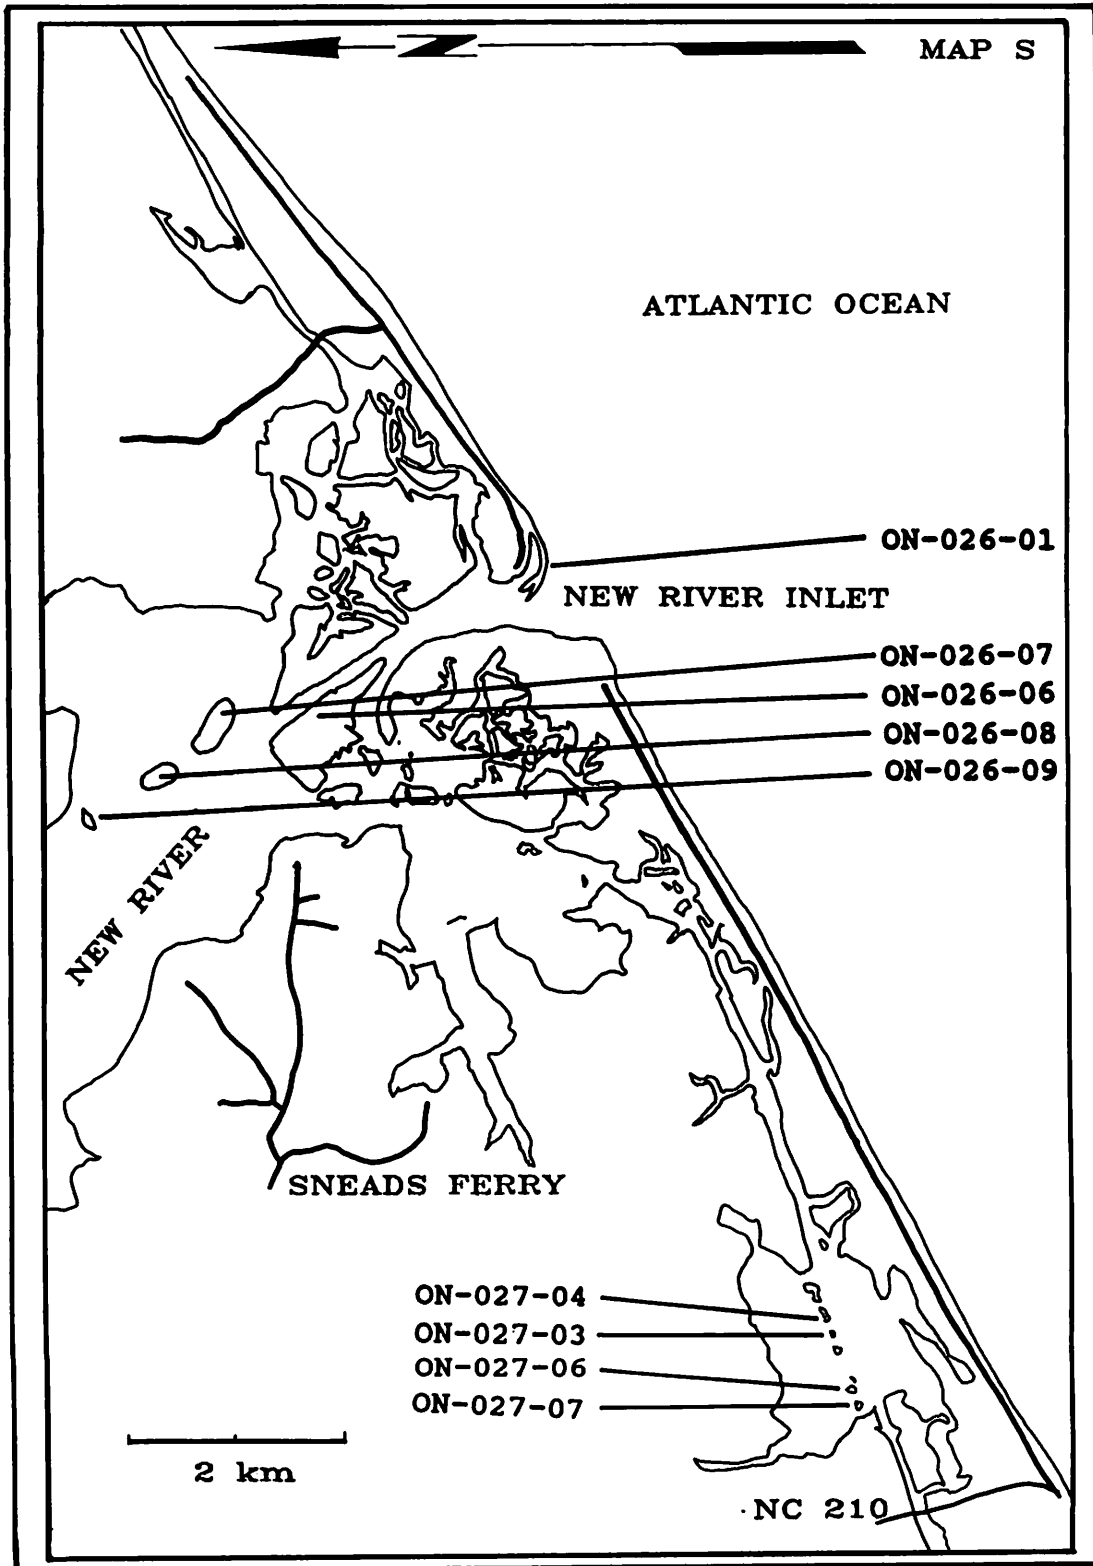 MAP S
ATLANTIC OCEAN
ON-026-01
NEW RIVER INLET
ON-026-07
ON-026-06
ON-026-08
ON-026-09
NEW RIVER
SNEADS FERRY
ON-027-04
ON-027-03
ON-027-06
ON-027-07
2 km
NC 210